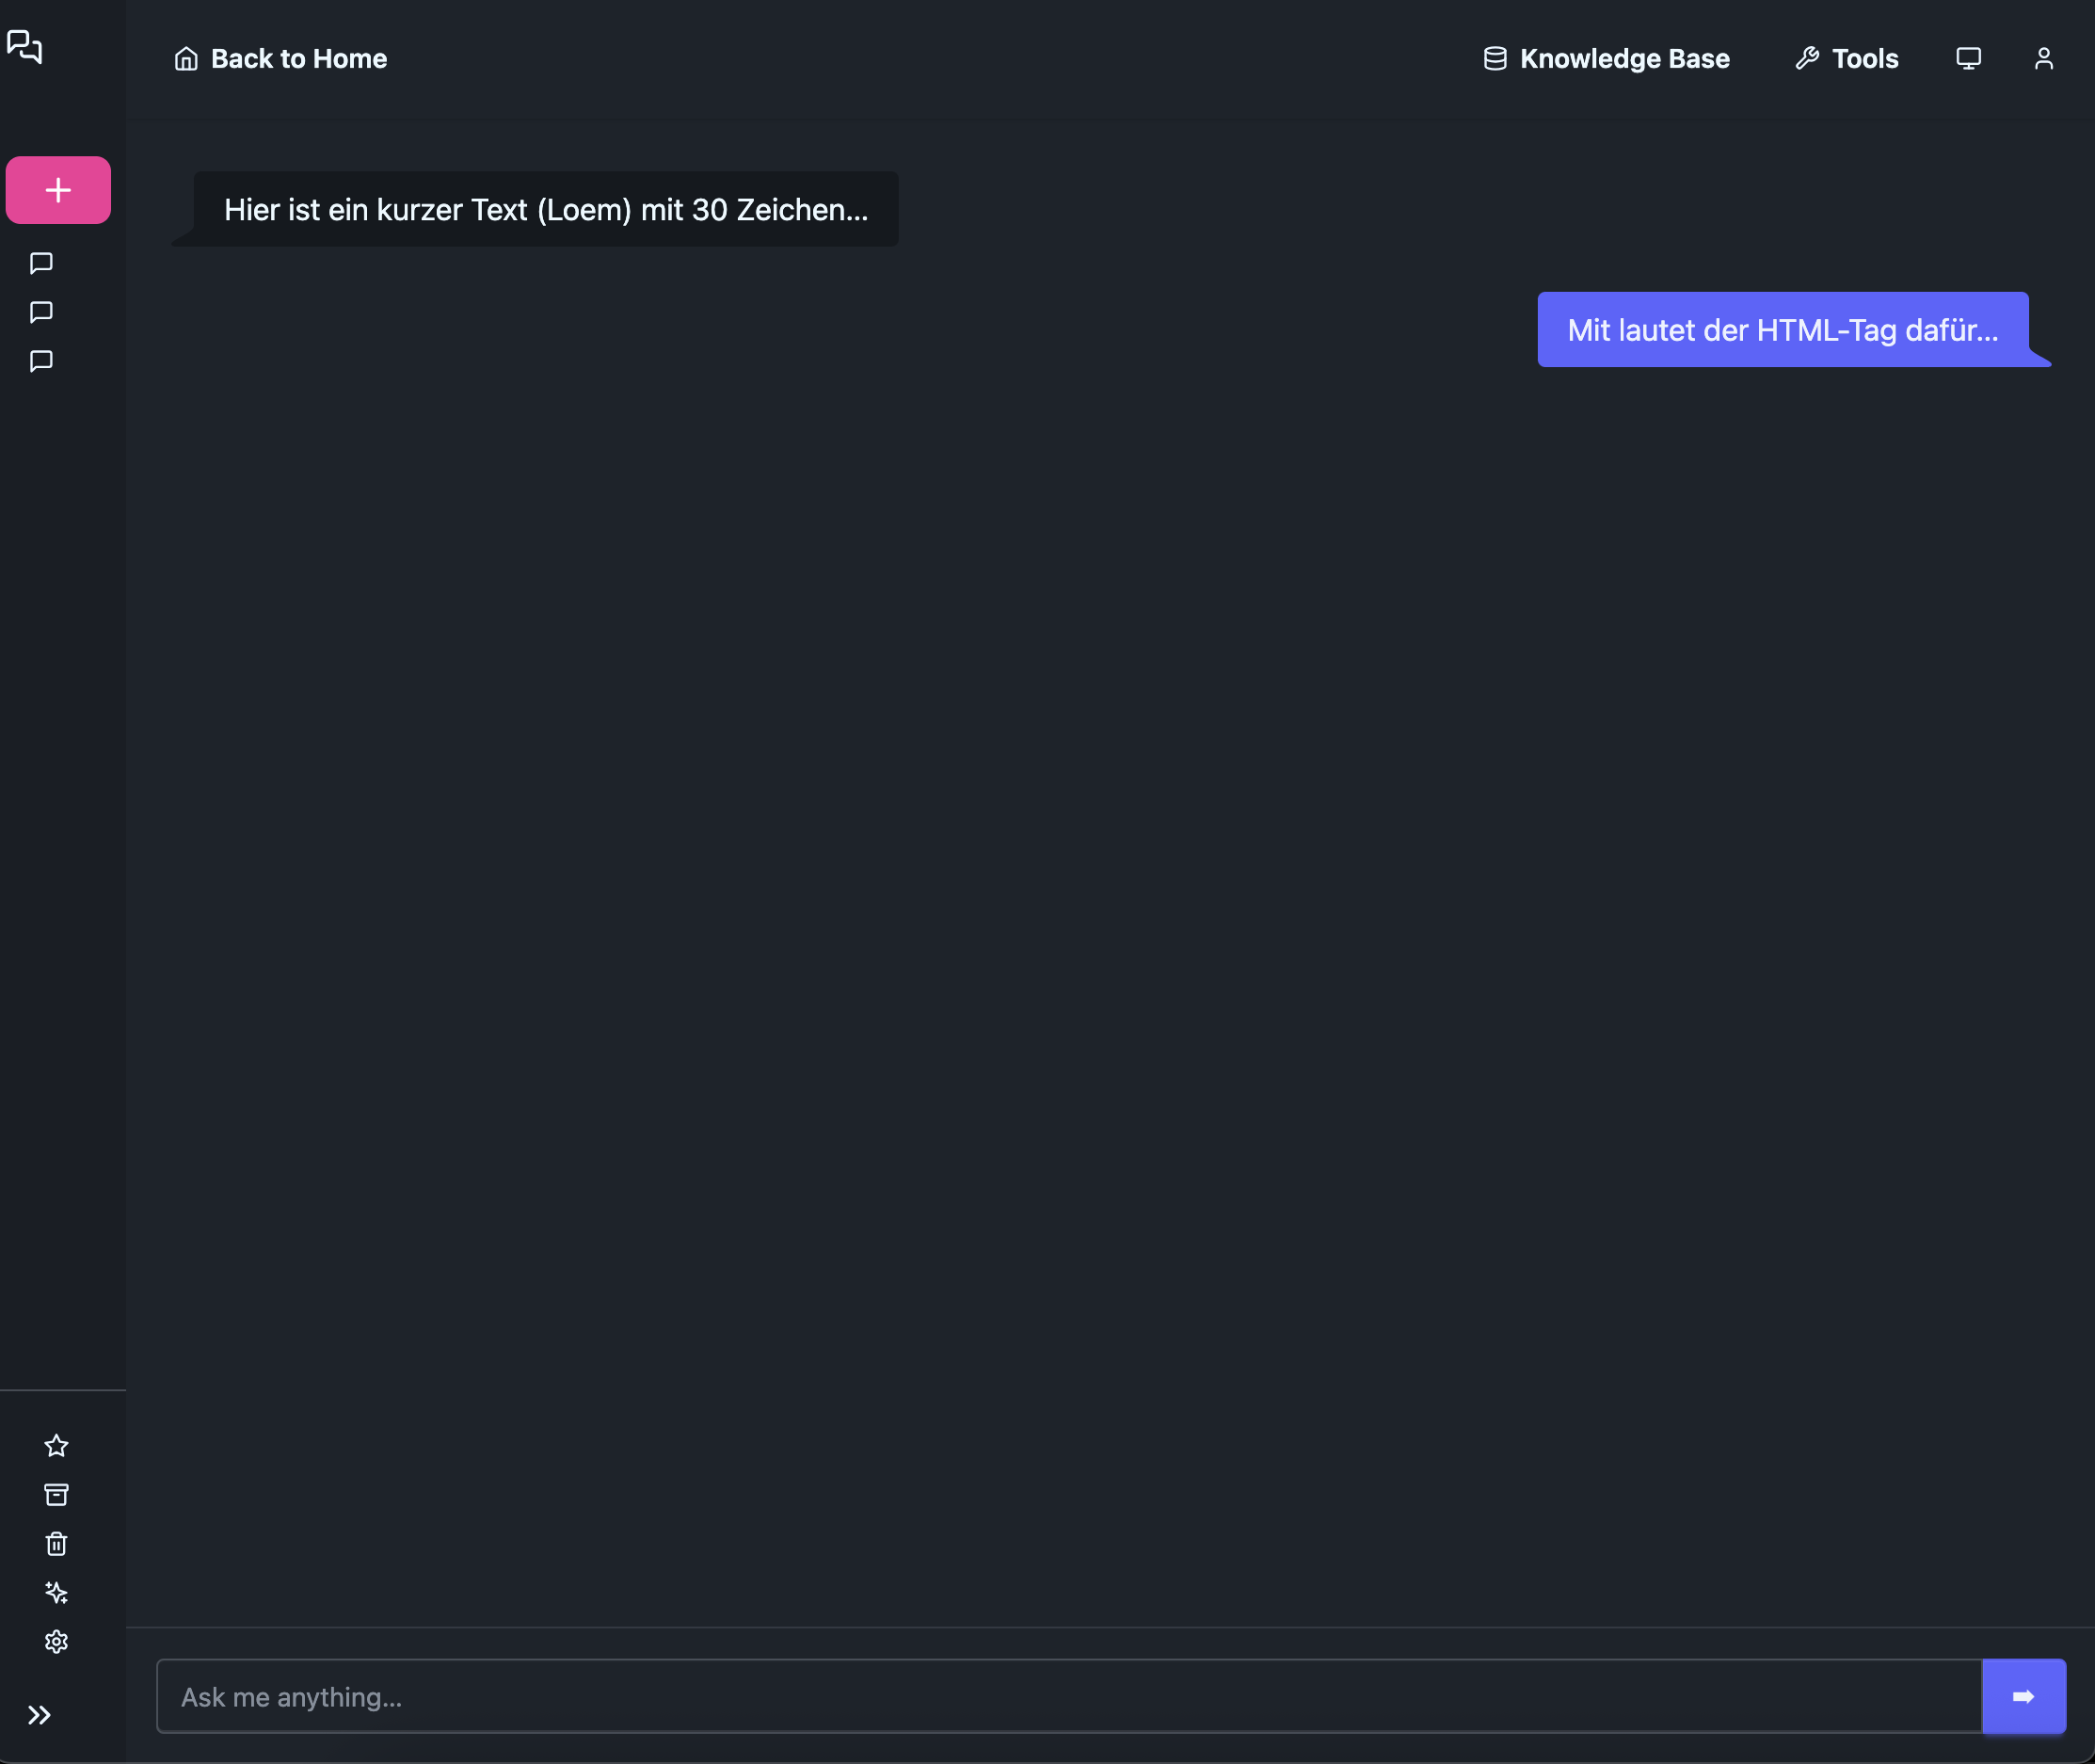 Back to Home
Knowledge Base
Tools
Hier ist ein kurzer Text (Loem) mit 30 Zeichen...
Mit lautet der HTML-Tag dafür...
Ask me anything...